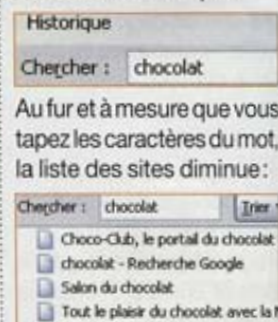 Historique
Chercher : chocolat
Au fur et à mesure que vous
tapez les caractères du mot,
la liste des sites diminue :
Chercher : chocolat Trier
Choco-Club, le portail du chocolat
chocolat - Recherche Google
Salon du chocolat
Tout le plaisir du chocolat avec la